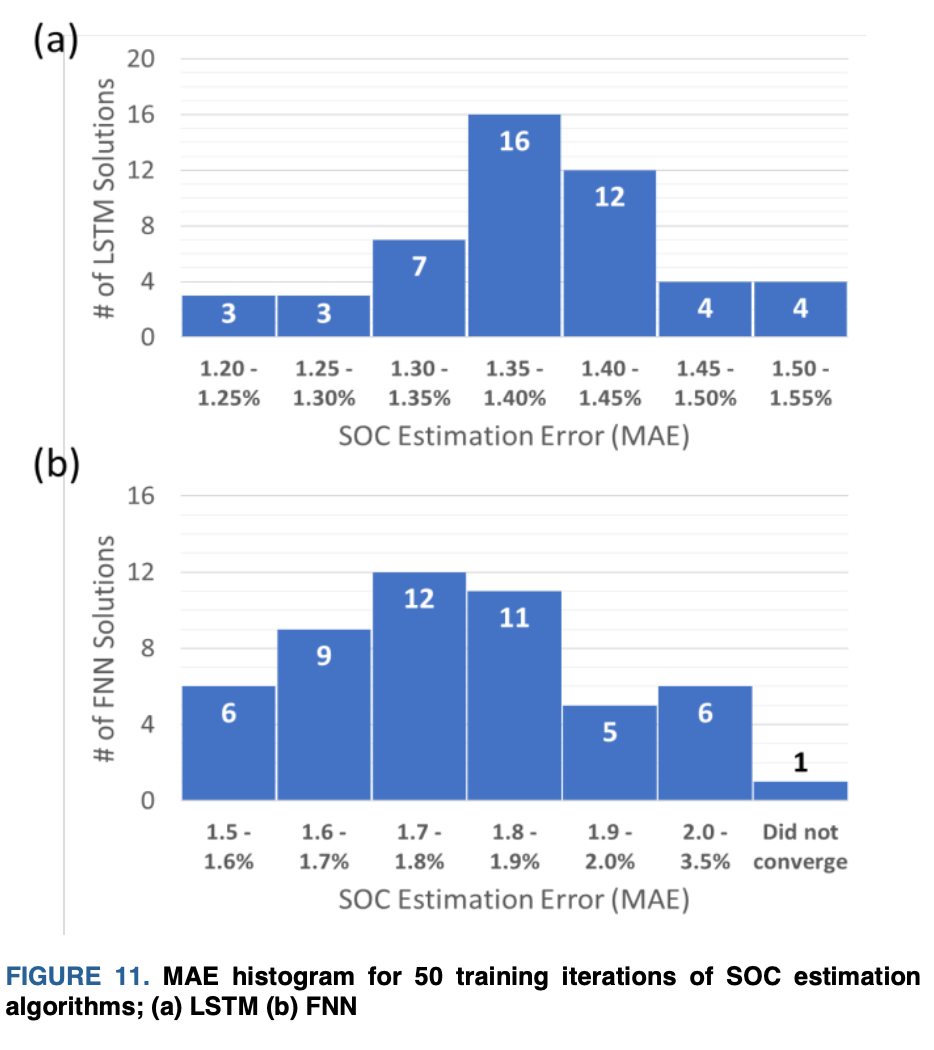 (a)
# of LSTM Solutions
20
16
12
8
4
0
3
3
7
16
12
4
4
1.20 - 1.25 - 1.30 - 1.35 - 1.40 - 1.45 - 1.50 -
1.25% 1.30% 1.35% 1.40% 1.45% 1.50% 1.55%
SOC Estimation Error (MAE)
(b)
# of FNN Solutions
16
12
8
4
0
6
9
12
11
5
6
1
1.5 - 1.6 - 1.7 - 1.8 - 1.9 - 2.0 - Did not
1.6% 1.7% 1.8% 1.9% 2.0% 3.5% converge
SOC Estimation Error (MAE)
FIGURE 11. MAE histogram for 50 training iterations of SOC estimation
algorithms; (a) LSTM (b) FNN